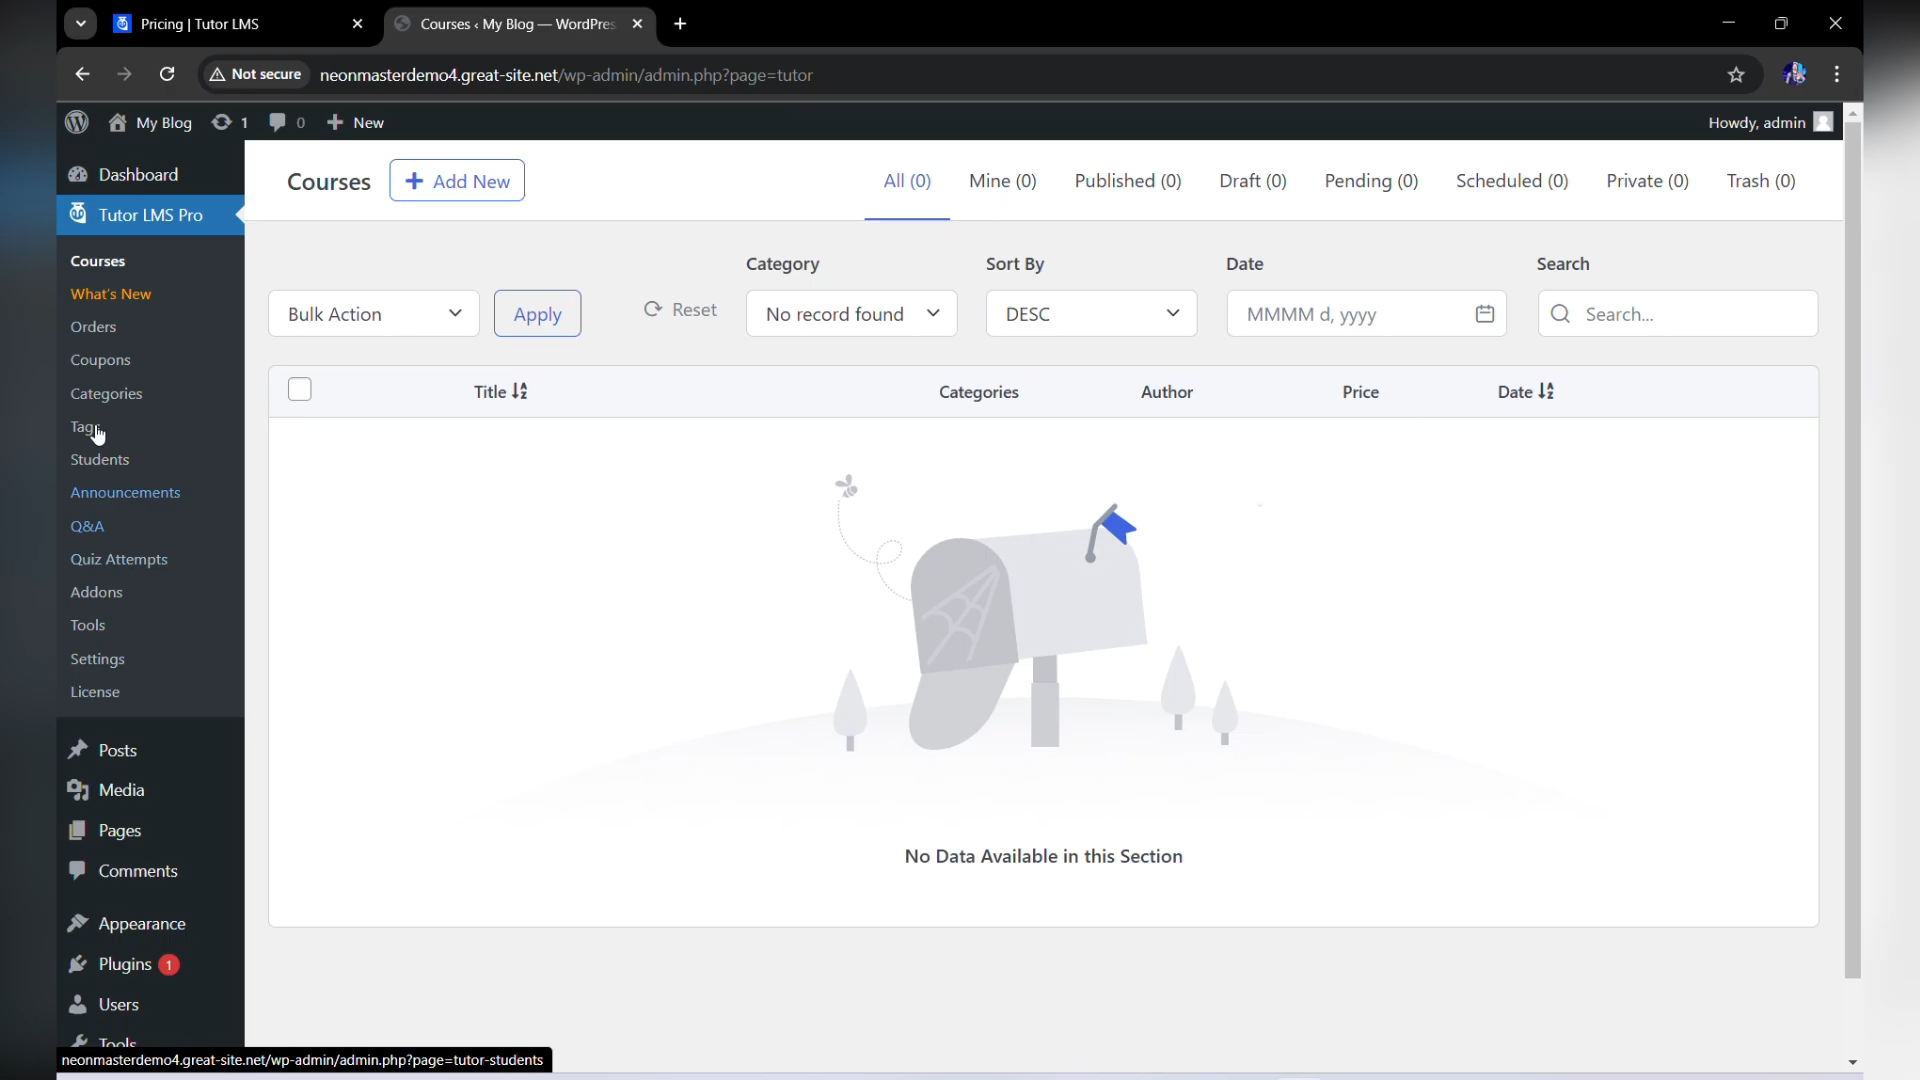 Pricing | Tutor LMS
Courses ‹ My Blog — WordPres
Not secure neonmasterdemo4.great-site.net/wp-admin/admin.php?page=tutor
My Blog 1 0 New
Howdy, admin
Dashboard
Tutor LMS Pro
Courses
What's New
Orders
Coupons
Categories
Tags
Students
Announcements
Q&A
Quiz Attempts
Addons
Tools
Settings
License
Posts
Media
Pages
Comments
Appearance
Plugins 1
Users
Tools
Courses + Add New
All (0) Mine (0) Published (0) Draft (0) Pending (0) Scheduled (0) Private (0) Trash (0)
Category Sort By Date Search
Bulk Action Apply Reset No record found DESC MMMM d, yyyy Search...
Title Categories Author Price Date
No Data Available in this Section
neonmasterdemo4.great-site.net/wp-admin/admin.php?page=tutor-students